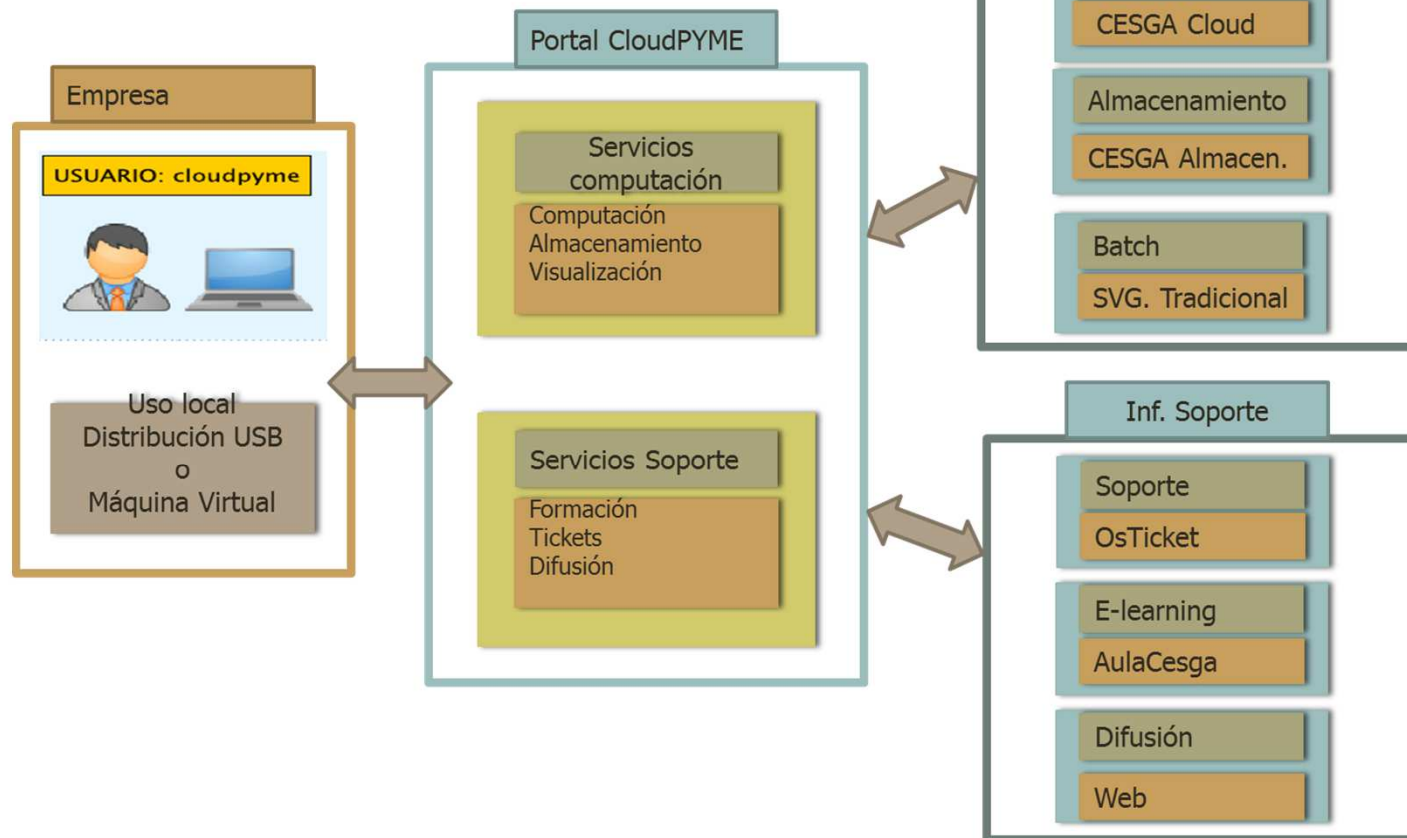 Empresa
USUARIO: cloudpyme
Uso local
Distribución USB
o
Máquina Virtual
Portal CloudPYME
Servicios
computación
Computación
Almacenamiento
Visualización
Servicios Soporte
Formación
Tickets
Difusión
CESGA Cloud
Almacenamiento
CESGA Almacen.
Batch
SVG. Tradicional
Inf. Soporte
Soporte
OsTicket
E-learning
AulaCesga
Difusión
Web